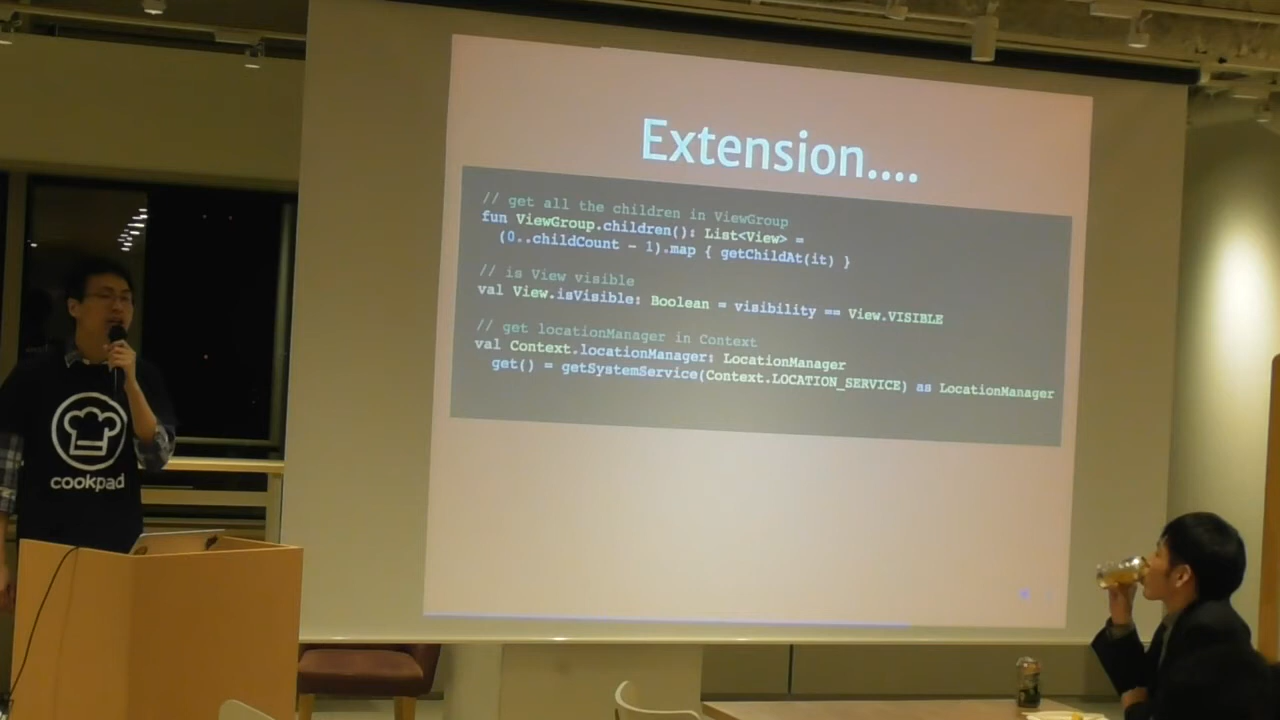 Extension....
// get all the children in ViewGroup
fun ViewGroup.children(): List<View> =
(0..childCount - 1).map { getChildAt(it) }
// is View visible
val View.isVisible: Boolean = visibility == View.VISIBLE
// get locationManager in Context
val Context.locationManager: LocationManager
get() = getSystemService(Context.LOCATION_SERVICE) as LocationManager
cookpad